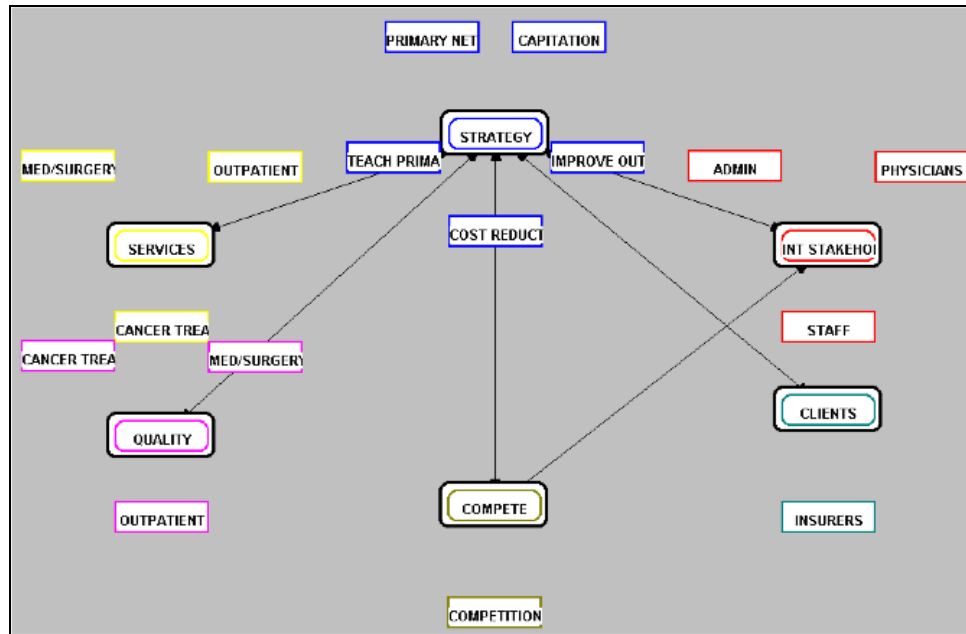 PRIMARY NET
CAPITATION
STRATEGY
TEACH PRIMA
IMPROVE OUT
MED/SURGERY
OUTPATIENT
ADMIN
PHYSICIANS
SERVICES
COST REDUCT
INT STAKEHOL
CANCER TREA
STAFF
CANCER TREA
MED/SURGERY
CLIENTS
QUALITY
COMPETE
OUTPATIENT
INSURERS
COMPETITION